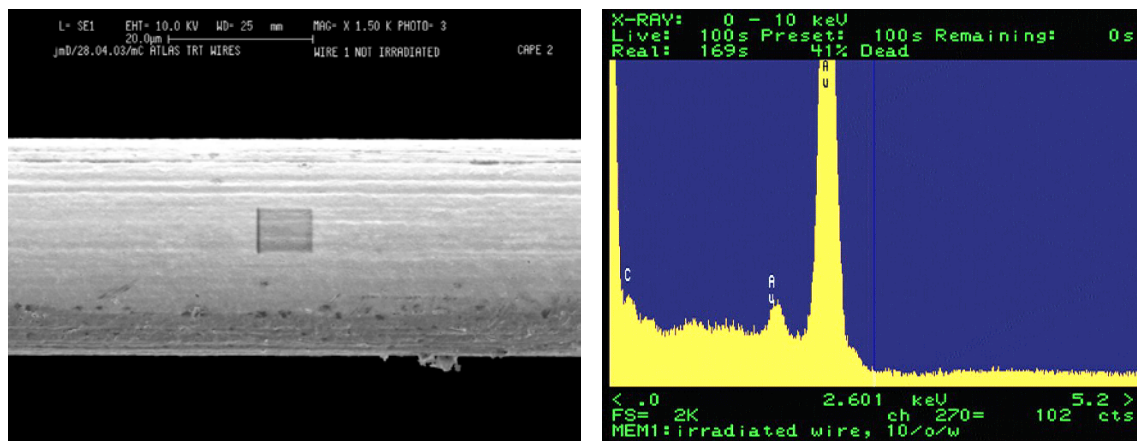 L= SE1 EHT= 10.0 KV WD= 25 mm MAG= X 1.50 K PHOTO= 3
20.0µm
jmD/28.04.03/mC ATLAS TRT WIRES WIRE 1 NOT IRRADIATED CAPE 2
X-RAY: 0 - 10 keV
Live: 100s Preset: 100s Remaining: 0s
Real: 169s 41% Dead
Au
C
Au
< .0 2.601 keV 5.2 >
FS= 2K ch 270= 102 cts
MEM1:irradiated wire, 10/o/w